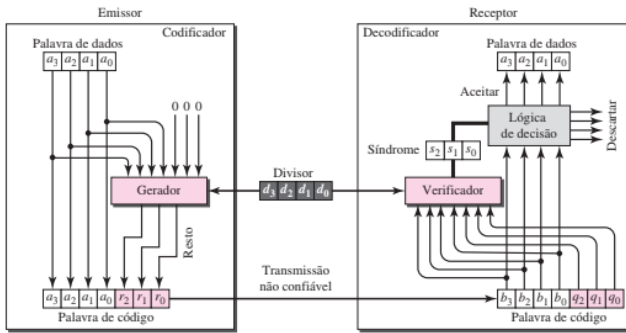 Emissor
Codificador
Palavra de dados
a3 a2 a1 a0
0 0 0
Gerador
Resto
a3 a2 a1 a0 r2 r1 r0
Palavra de código
Divisor
d3 d2 d1 d0
Transmissão
não confiável
Receptor
Decodificador
Palavra de dados
a3 a2 a1 a0
Aceitar
Lógica
de decisão
Descartar
Síndrome
s2 s1 s0
Verificador
b3 b2 b1 b0 q2 q1 q0
Palavra de código